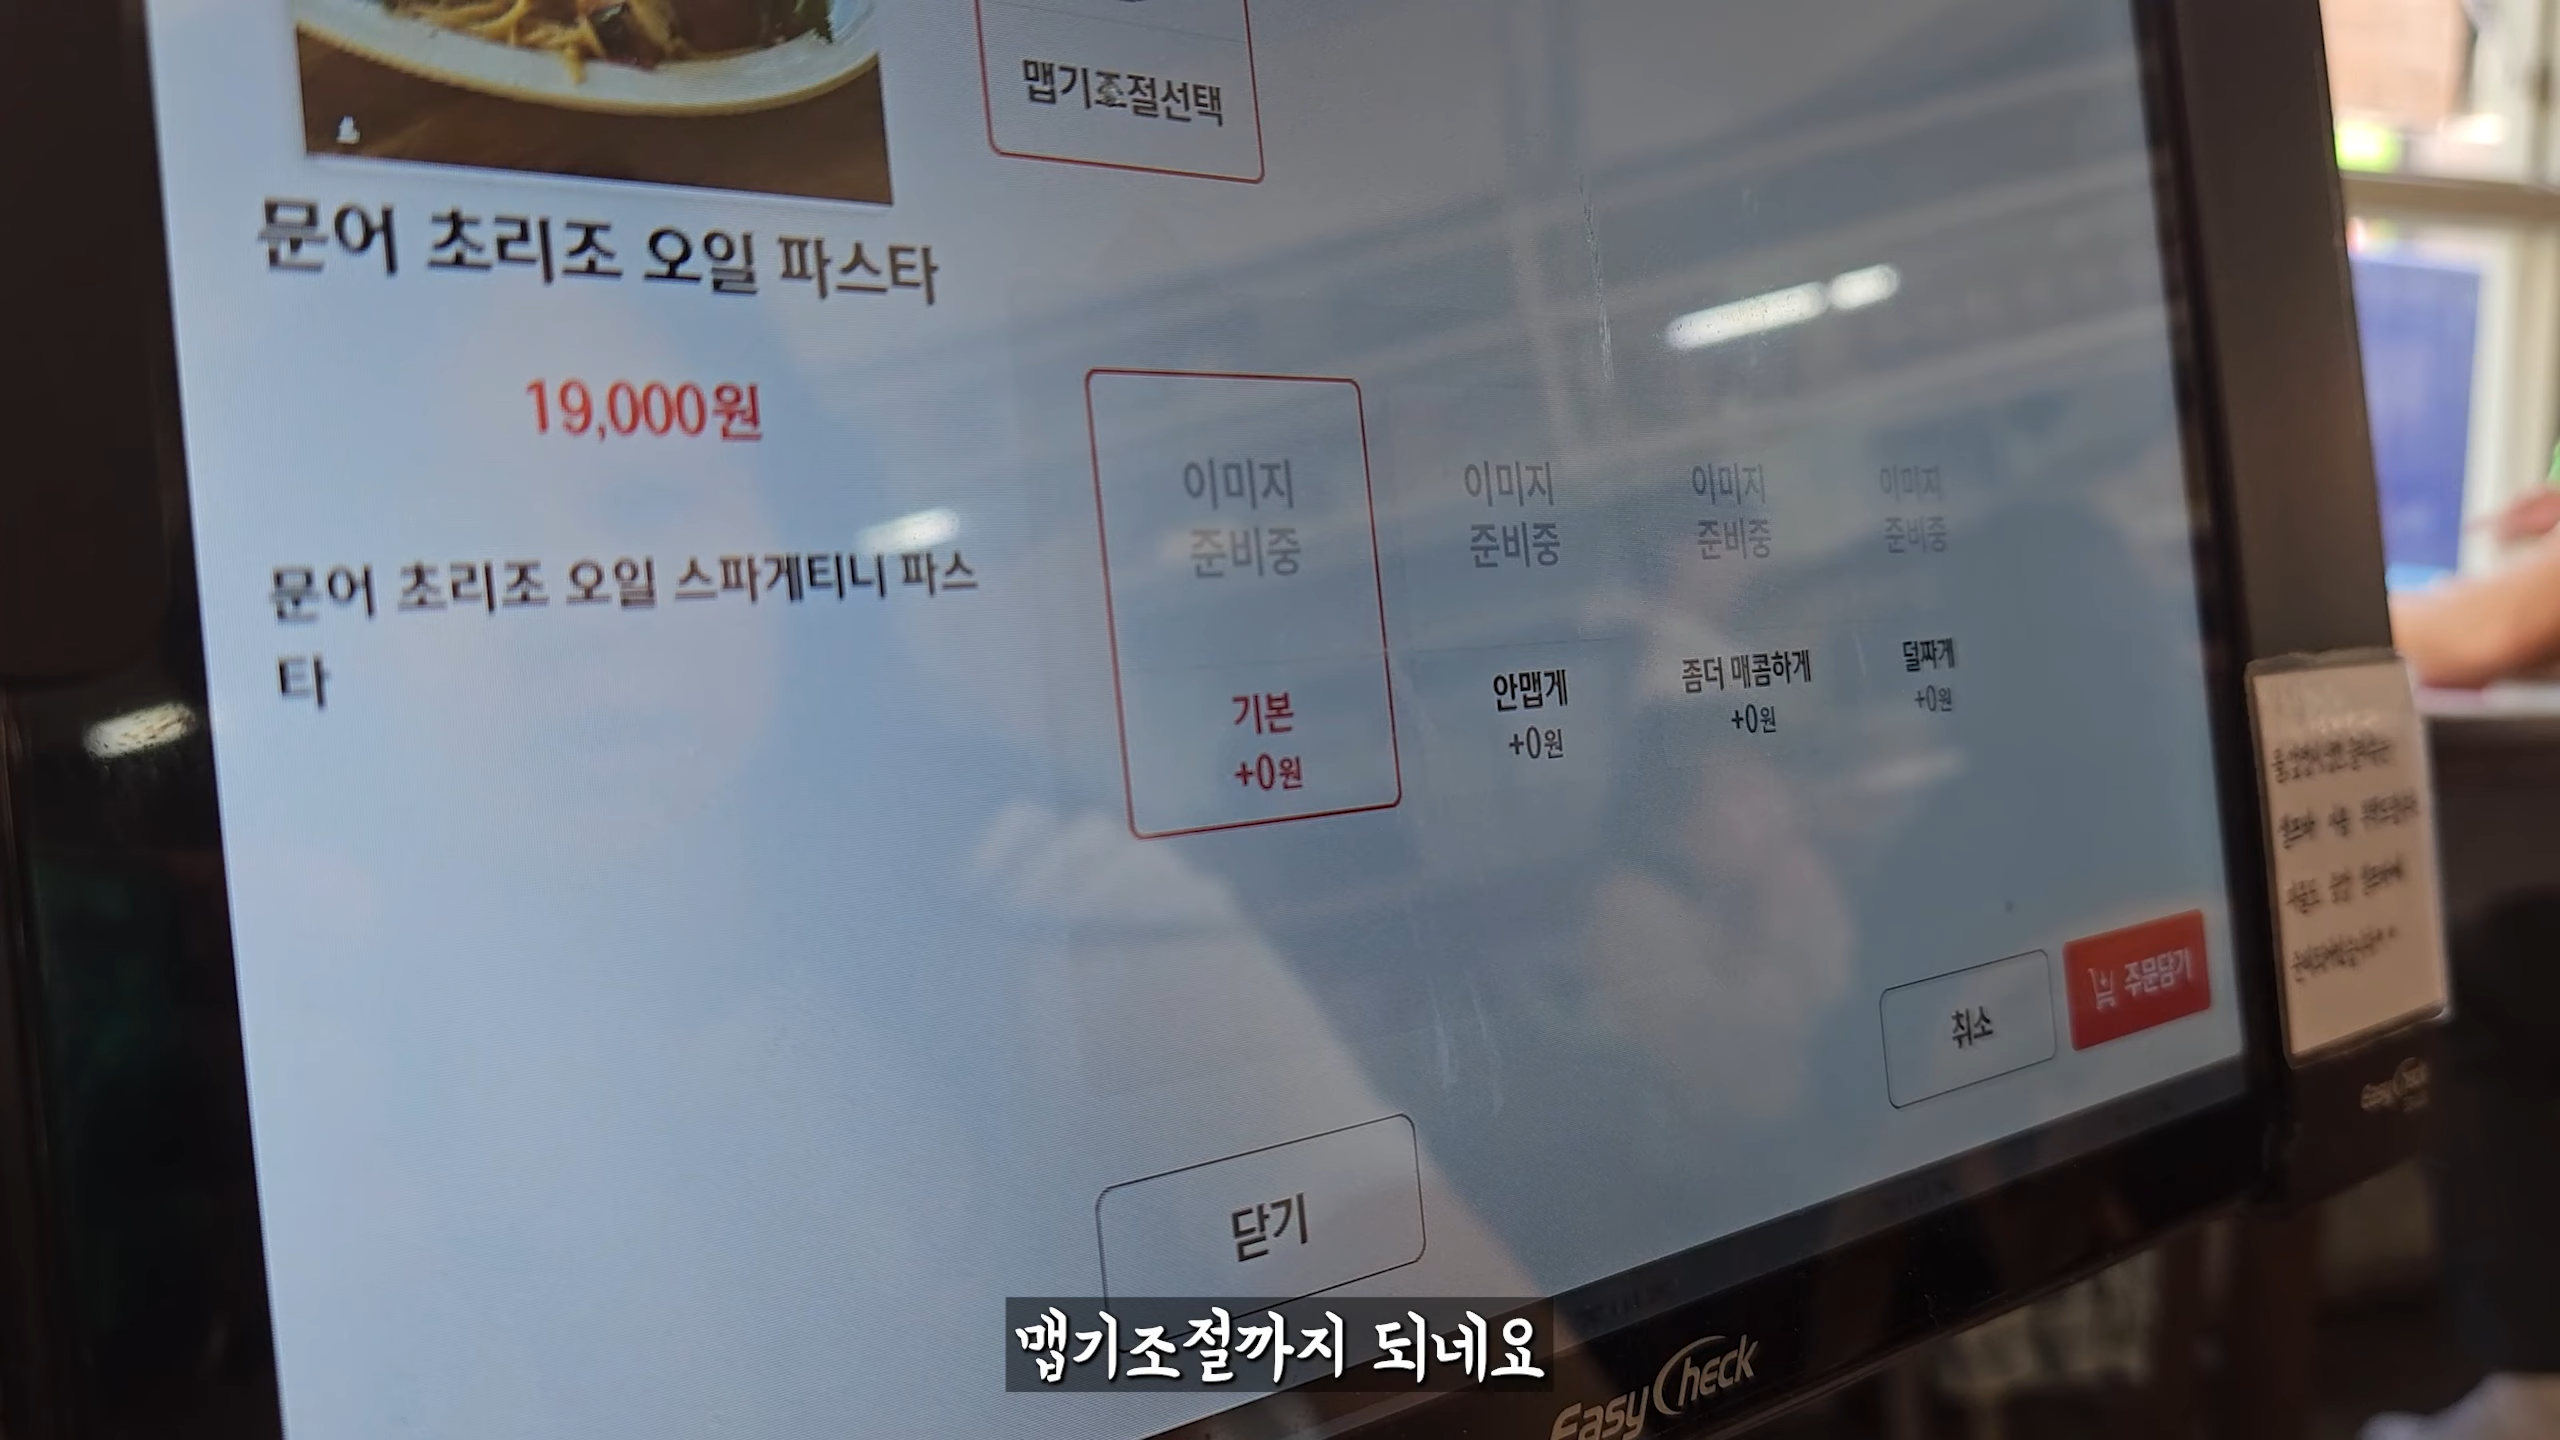 맵기조절선택
문어 초리조 오일 파스타
19,000원
문어 초리조 오일 스파게티니 파스
타
이미지
준비중
기본
+0원
이미지
준비중
안맵게
+0원
이미지
준비중
좀더 매콤하게
+0원
이미지
준비중
덜짜게
+0원
취소
주문담기
닫기
맵기조절까지 되네요
EasyCheck
EasyCheck